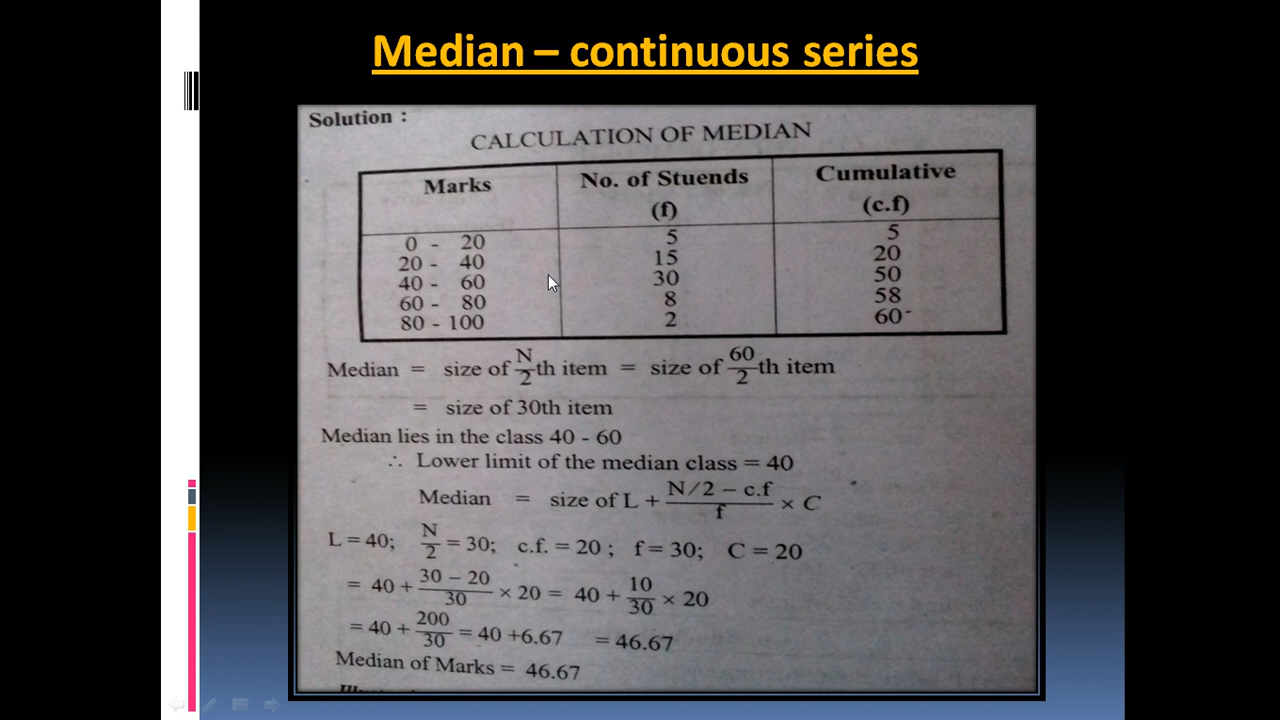 Median – continuous series
Solution :
CALCULATION OF MEDIAN
Marks No. of Stuends Cumulative
(f) (c.f)
0 - 20 5 5
20 - 40 15 20
40 - 60 30 50
60 - 80 8 58
80 - 100 2 60
Median = size of N/2 th item = size of 60/2 th item
= size of 30th item
Median lies in the class 40 - 60
∴ Lower limit of the median class = 40
Median = size of L + N/2 – c.f / f × C
L = 40; N/2 = 30; c.f. = 20 ; f = 30; C = 20
= 40 + 30 – 20 / 30 × 20 = 40 + 10/30 × 20
= 40 + 200/30 = 40 +6.67 = 46.67
Median of Marks = 46.67